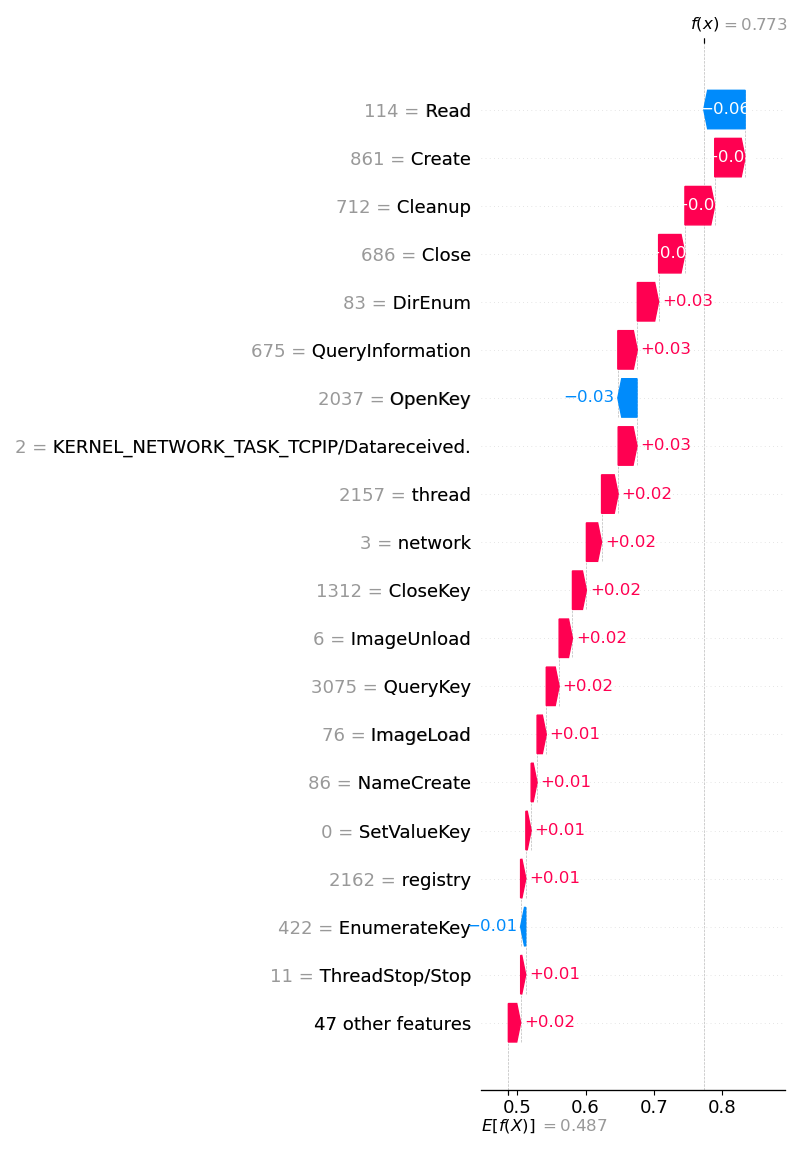 f(x) = 0.773
114 = Read −0.06
861 = Create
712 = Cleanup
686 = Close
83 = DirEnum +0.03
675 = QueryInformation +0.03
2037 = OpenKey −0.03
2 = KERNEL_NETWORK_TASK_TCPIP/Datareceived. +0.03
2157 = thread +0.02
3 = network +0.02
1312 = CloseKey +0.02
6 = ImageUnload +0.02
3075 = QueryKey +0.02
76 = ImageLoad +0.01
86 = NameCreate +0.01
0 = SetValueKey +0.01
2162 = registry +0.01
422 = EnumerateKey −0.01
11 = ThreadStop/Stop +0.01
47 other features +0.02
0.5 0.6 0.7 0.8
E[f(X)] = 0.487